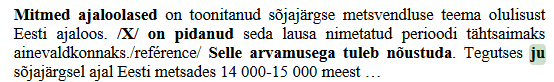 Mitmed ajaloolased on toonitanud sõjajärgse metsvendluse teema olulisust
Eesti ajaloos. /X/ on pidanud seda lausa nimetatud perioodi tähtsaimaks
ainevaldkonnaks./reférence/ Selle arvamusega tuleb nõustuda. Tegutses ju
sõjajärgsel ajal Eesti metsades 14 000-15 000 meest …